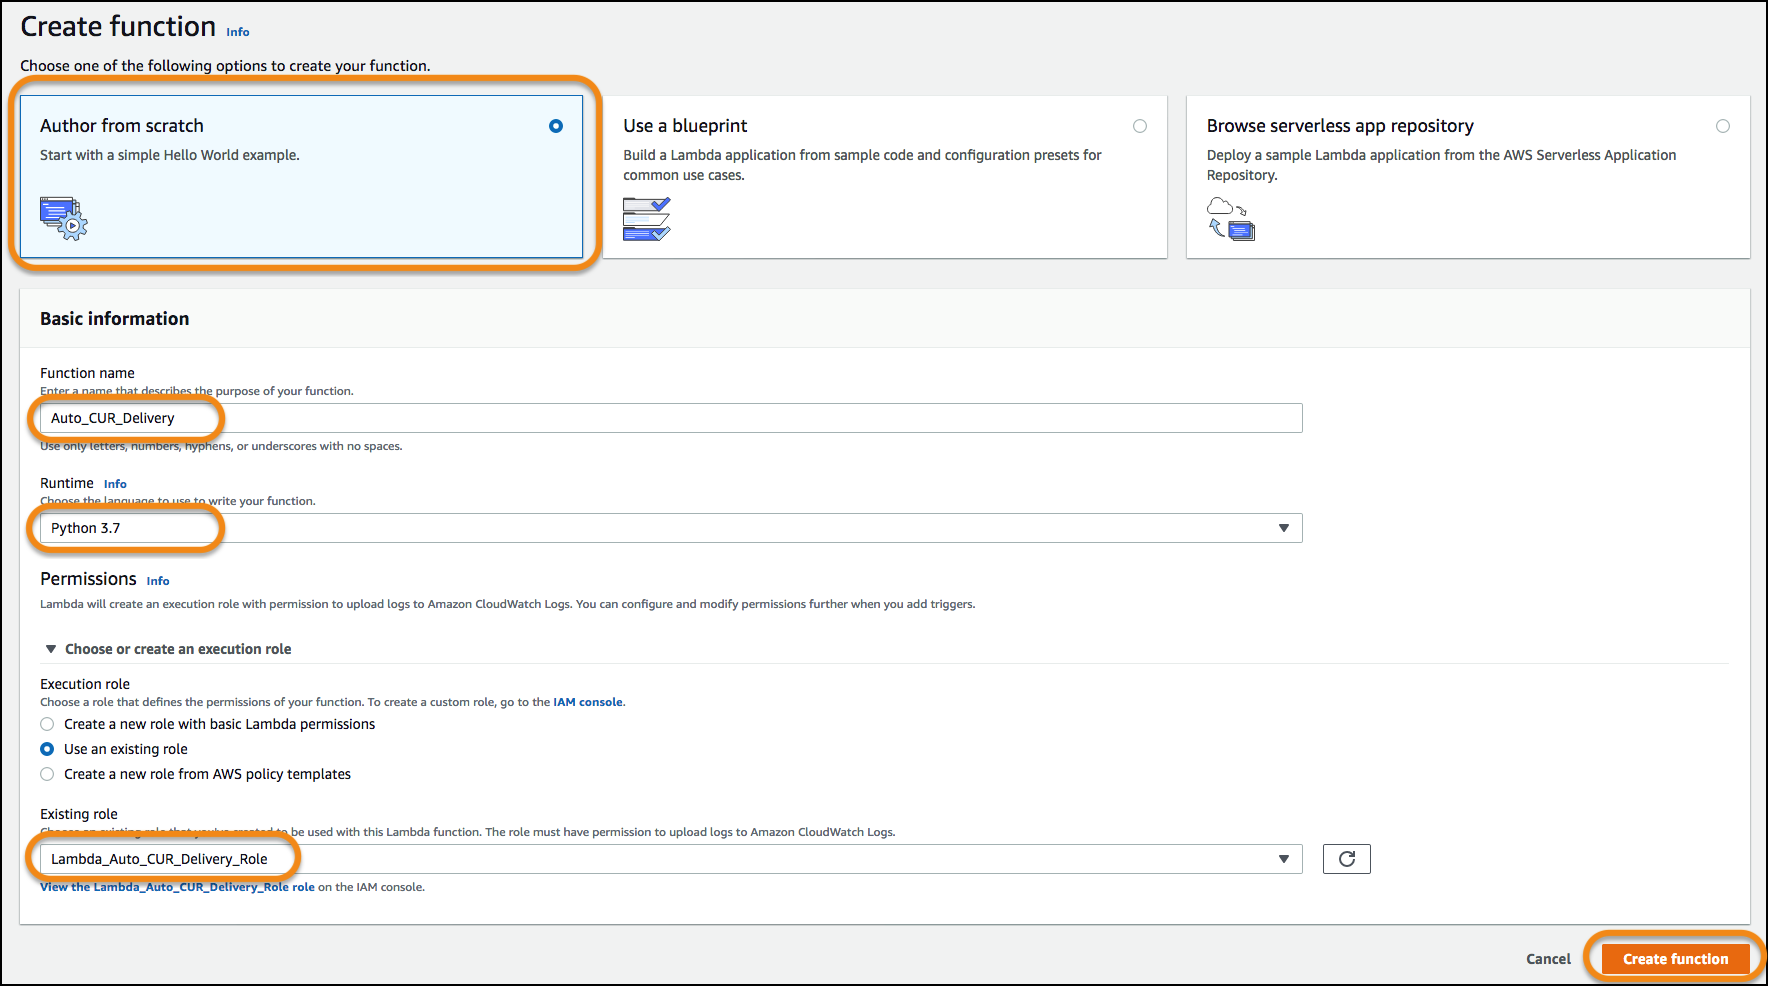 Create function Info
Choose one of the following options to create your function.
Author from scratch
Start with a simple Hello World example.
Use a blueprint
Build a Lambda application from sample code and configuration presets for
common use cases.
Browse serverless app repository
Deploy a sample Lambda application from the AWS Serverless Application
Repository.
Basic information
Function name
Enter a name that describes the purpose of your function.
Auto_CUR_Delivery
Use only letters, numbers, hyphens, or underscores with no spaces.
Runtime Info
Choose the language to use to write your function.
Python 3.7
Permissions Info
Lambda will create an execution role with permission to upload logs to Amazon CloudWatch Logs. You can configure and modify permissions further when you add triggers.
Choose or create an execution role
Execution role
Choose a role that defines the permissions of your function. To create a custom role, go to the IAM console.
Create a new role with basic Lambda permissions
Use an existing role
Create a new role from AWS policy templates
Existing role
Choose an existing role that you've created to be used with this Lambda function. The role must have permission to upload logs to Amazon CloudWatch Logs.
Lambda_Auto_CUR_Delivery_Role
View the Lambda_Auto_CUR_Delivery_Role role on the IAM console.
Cancel
Create function